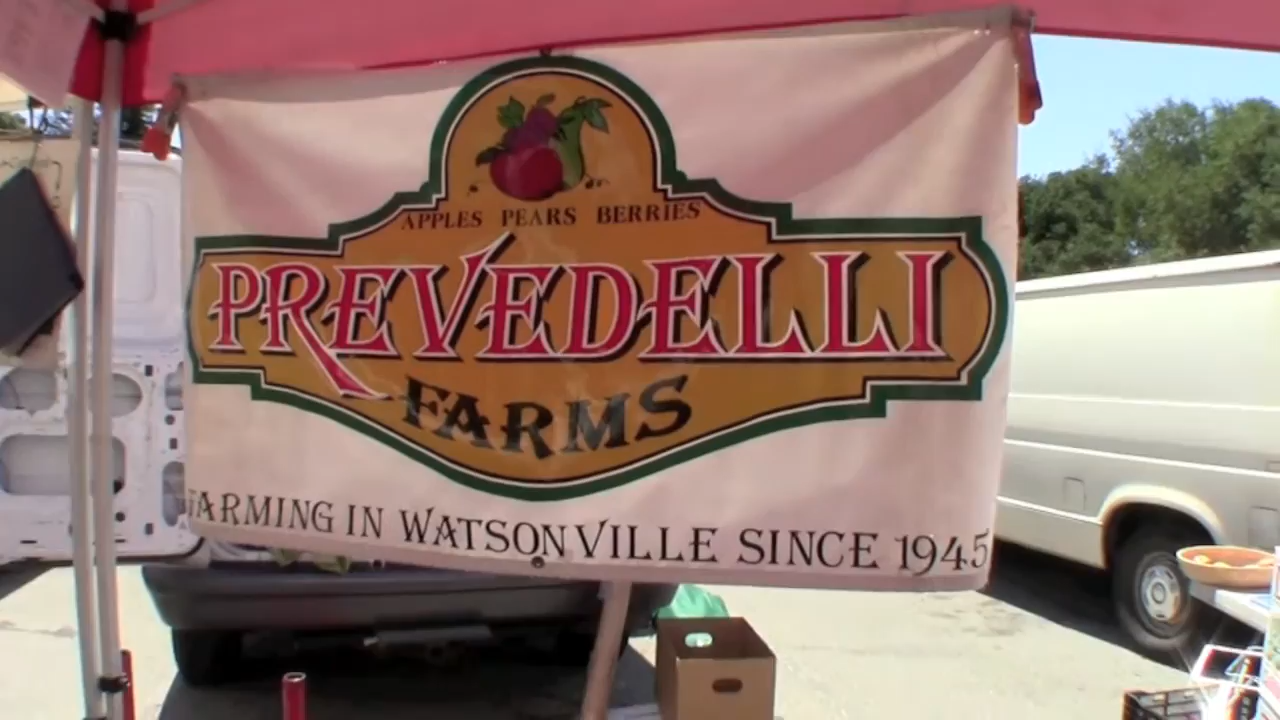 APPLES PEARS BERRIES
PREVEDELLI
FARMS
FARMING IN WATSONVILLE SINCE 1945